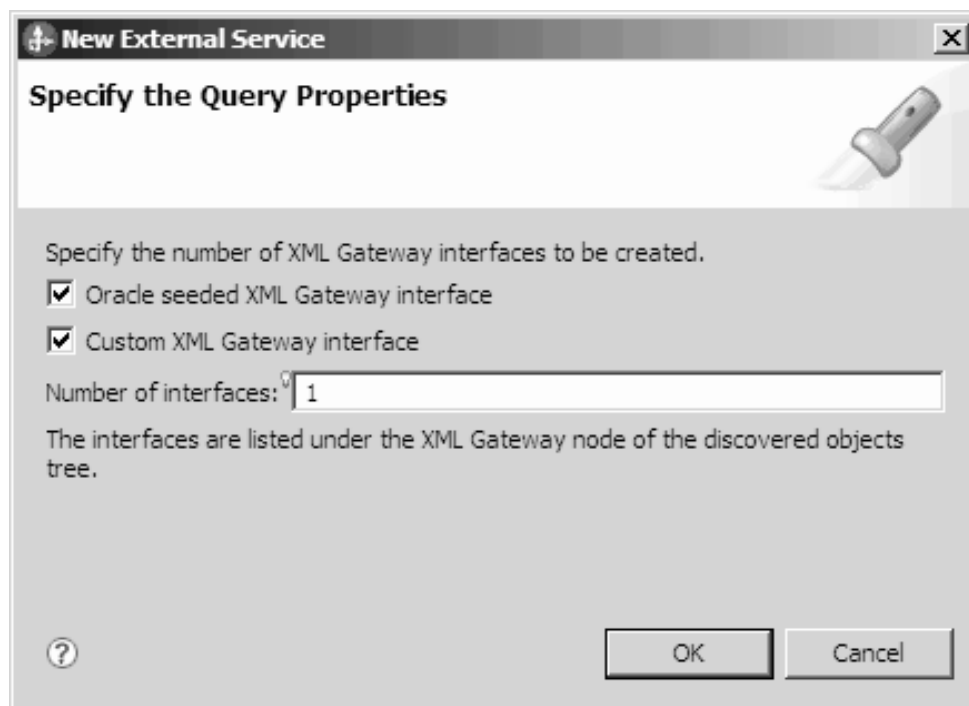 New External Service
Specify the Query Properties
Specify the number of XML Gateway interfaces to be created.
Oracle seeded XML Gateway interface
Custom XML Gateway interface
Number of interfaces: 1
The interfaces are listed under the XML Gateway node of the discovered objects
tree.
?
OK
Cancel